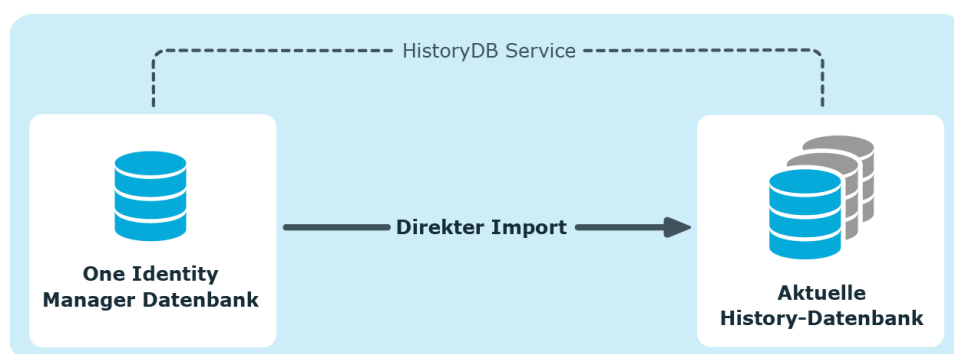 HistoryDB Service
Direkter Import
One Identity
Manager Datenbank
Aktuelle
History-Datenbank